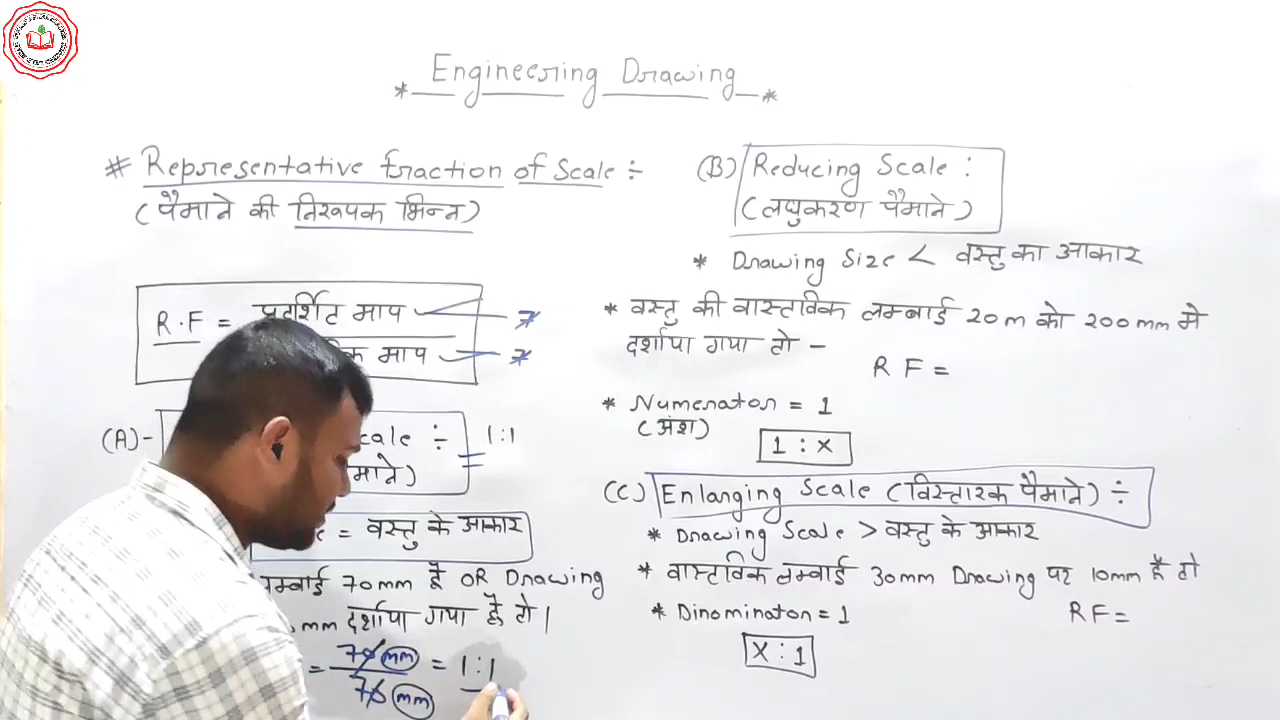 * Engineering Drawing *
# Representative fraction of Scale ÷
(पैमाने की निरूपक भिन्न)
R.F = प्रदर्शित माप
माप
(A)-
cale ÷ 1:1
माने)
= वस्तु के आकार
लम्बाई 70mm है OR Drawing
mm दर्शाया गया है, तो |
= 70 mm / 70 mm = 1:1
(B) Reducing Scale :
(लघुकरण पैमाने)
* Drawing Size < वस्तु का आकार
* वस्तु की वास्तविक लम्बाई 20m को 200mm मे
दर्शाया गया तो -
RF =
* Numerator = 1
(अंश)
1 : x
(C) Enlarging Scale (विस्तारक पैमाने) ÷
* Drawing Scale > वस्तु के आकार
* वास्तविक लम्बाई 30mm Drawing पर 10mm है तो
RF =
* Dinominator = 1
X : 1